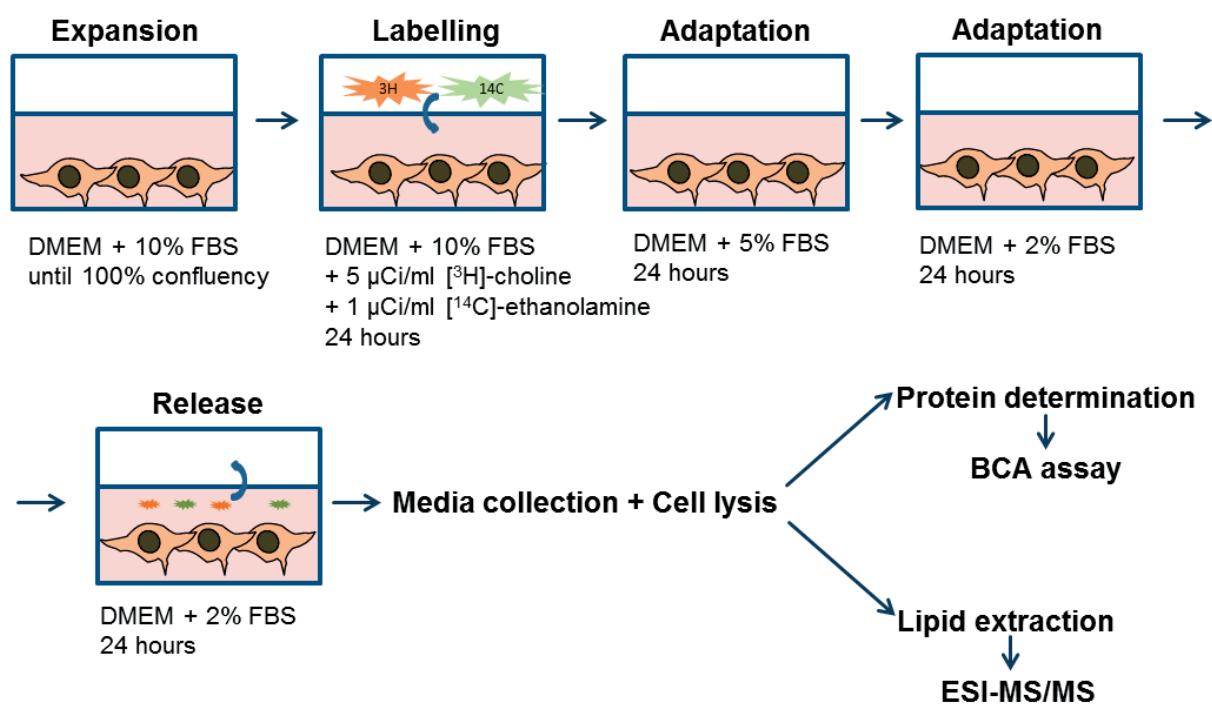 Expansion
Labelling
Adaptation
Adaptation
3H
14C
DMEM + 10% FBS
until 100% confluency
DMEM + 10% FBS
+ 5 µCi/ml [³H]-choline
+ 1 µCi/ml [¹⁴C]-ethanolamine
24 hours
DMEM + 5% FBS
24 hours
DMEM + 2% FBS
24 hours
Release
DMEM + 2% FBS
24 hours
Media collection + Cell lysis
Protein determination
BCA assay
Lipid extraction
ESI-MS/MS